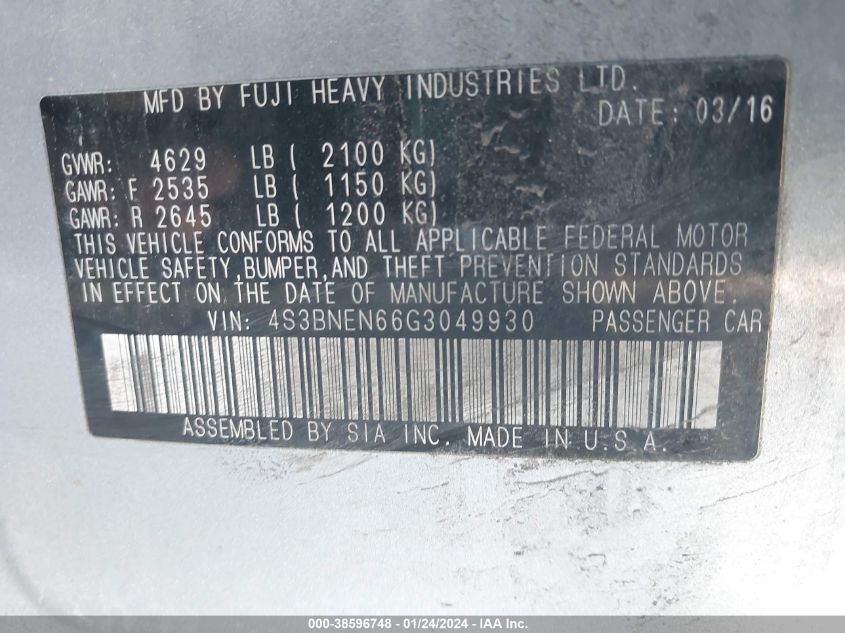 MFD BY FUJI HEAVY INDUSTRIES LTD.
DATE: 03/16
GVWR: 4629 LB ( 2100 KG)
GAWR: F 2535 LB ( 1150 KG)
GAWR: R 2645 LB ( 1200 KG)
THIS VEHICLE CONFORMS TO ALL APPLICABLE FEDERAL MOTOR
VEHICLE SAFETY,BUMPER,AND THEFT PREVENTION STANDARDS
IN EFFECT ON THE DATE OF MANUFACTURE SHOWN ABOVE.
VIN: 4S3BNEN66G3049930 PASSENGER CAR
ASSEMBLED BY SIA INC. MADE IN U.S.A.
000-38596748 - 01/24/2024 - IAA Inc.